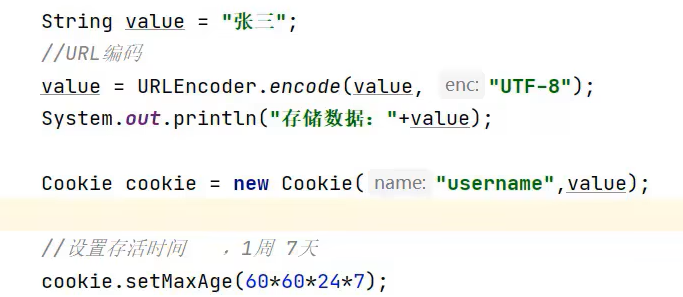 String value = "张三";
//URL编码
value = URLEncoder.encode(value, enc: "UTF-8");
System.out.println("存储数据："+value);
Cookie cookie = new Cookie( name: "username",value);
//设置存活时间 ，1周 7天
cookie.setMaxAge(60*60*24*7);